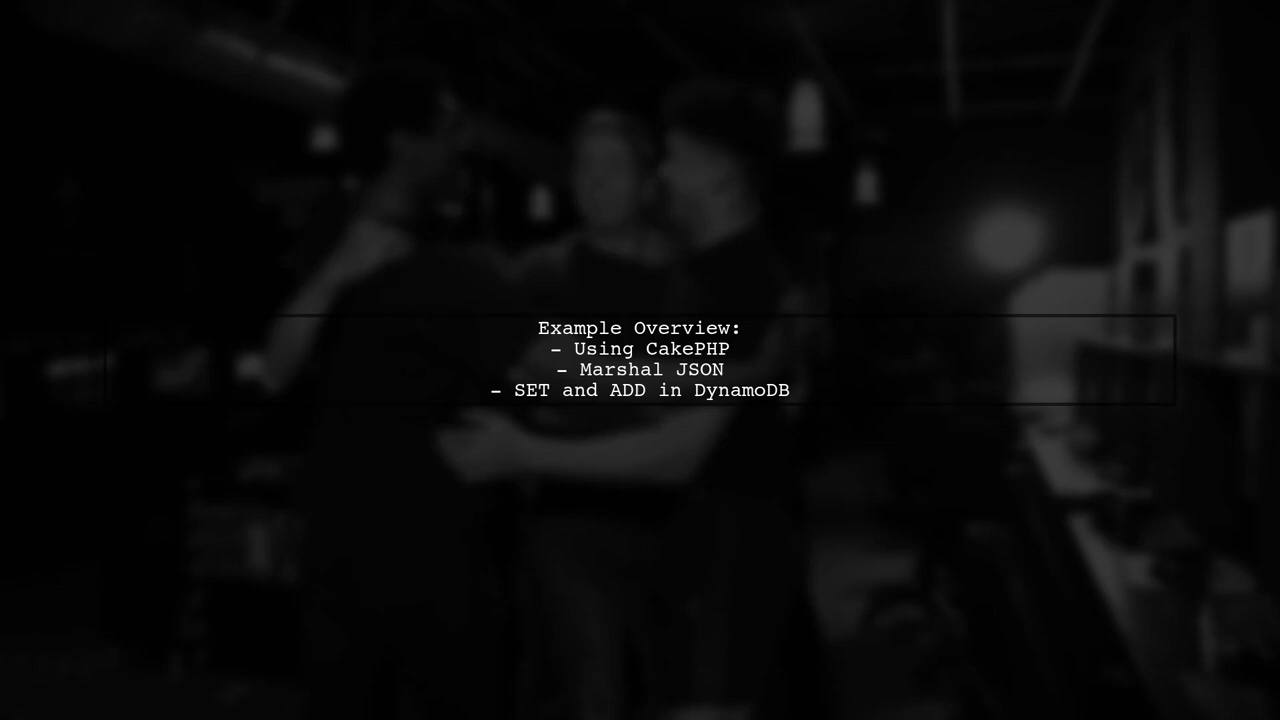 Example Overview:
- Using CakePHP
- Marshal JSON
- SET and ADD in DynamoDB